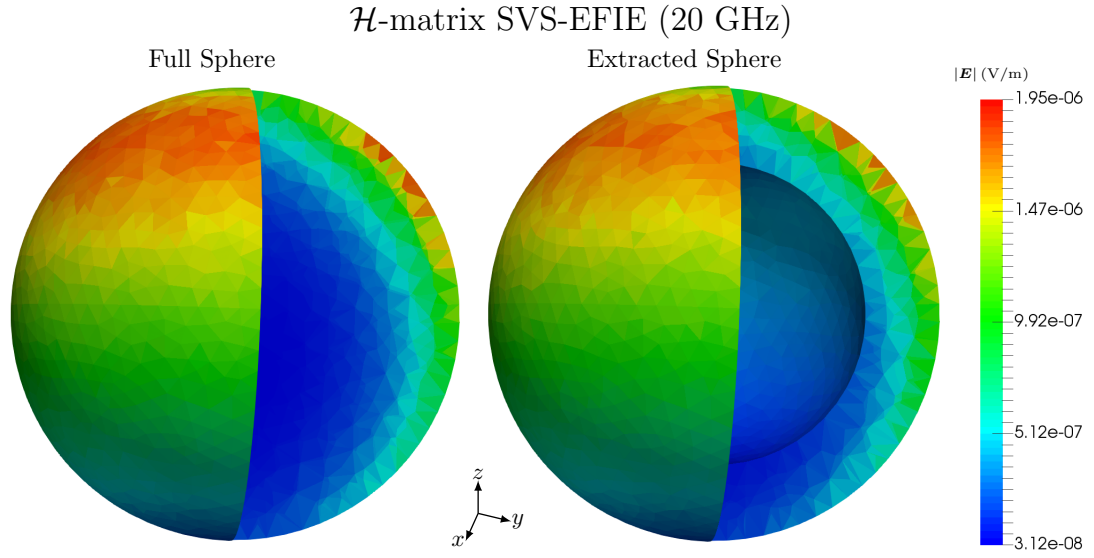 𝓗-matrix SVS-EFIE (20 GHz)
Full Sphere
Extracted Sphere
|E| (V/m)
1.95e-06
1.47e-06
9.92e-07
5.12e-07
3.12e-08
z
y
x